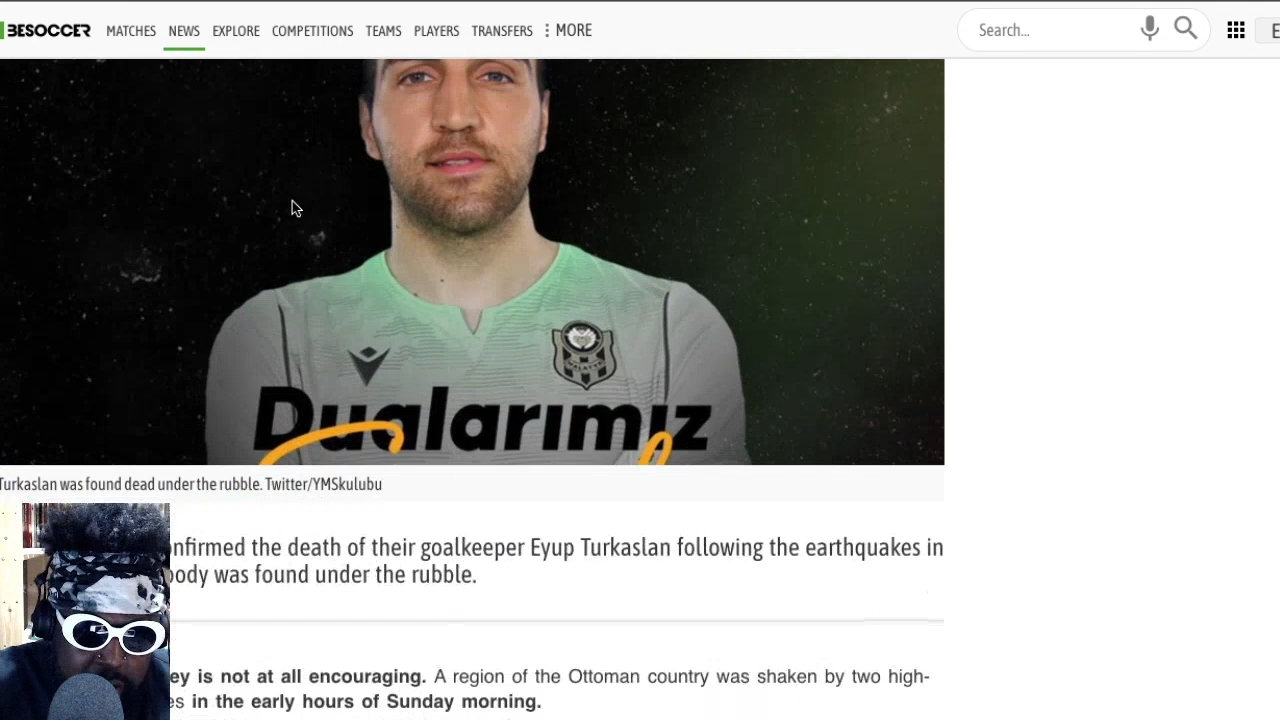 BESOCCER MATCHES NEWS EXPLORE COMPETITIONS TEAMS PLAYERS TRANSFERS MORE Search...
Dualarımız
Turkaslan was found dead under the rubble. Twitter/YMSkulubu
onfirmed the death of their goalkeeper Eyup Turkaslan following the earthquakes in
ody was found under the rubble.
ey is not at all encouraging. A region of the Ottoman country was shaken by two high-
es in the early hours of Sunday morning.